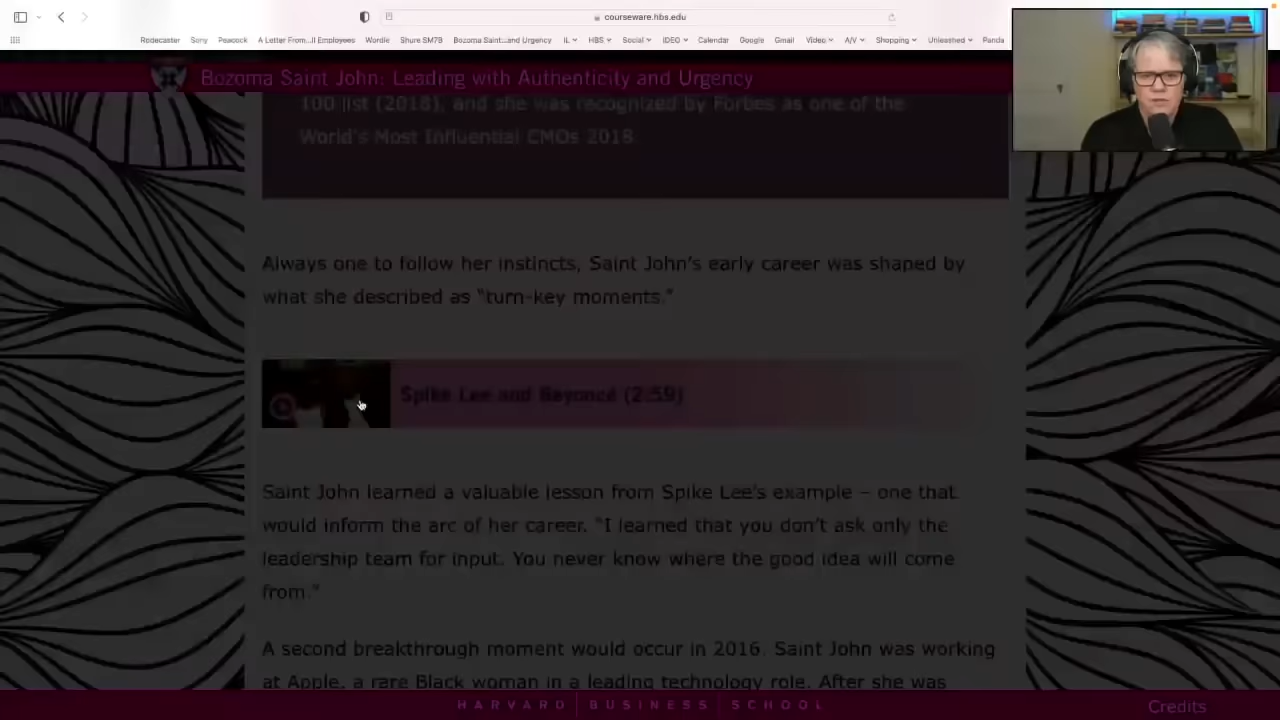 courseware.hbs.edu
Rodecaster Sony Peacock A Letter From...ll Employees Wordle Shure SM7B Bozoma Saint...and Urgency IL HBS Social IDEO Calendar Google Gmail Video A/V Shopping Unleashed Panda
Bozoma Saint John: Leading with Authenticity and Urgency
100 list (2018), and she was recognized by Forbes as one of the
World's Most Influential CMOs 2018
Always one to follow her instincts, Saint John's early career was shaped by
what she described as “turn-key moments.”
Spike Lee and Beyoncé (2:59)
Saint John learned a valuable lesson from Spike Lee's example – one that
would inform the arc of her career. “I learned that you don't ask only the
leadership team for input. You never know where the good idea will come
from.”
A second breakthrough moment would occur in 2016. Saint John was working
at Apple, a rare Black woman in a leading technology role. After she was
HARVARD | BUSINESS | SCHOOL
Credits